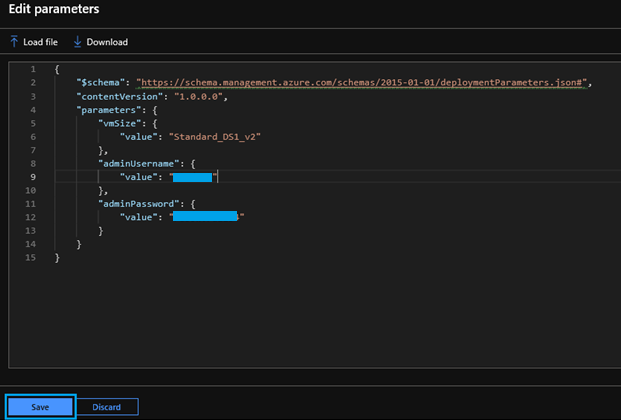 Edit parameters
Load file Download
1 {
2 "$schema": "https://schema.management.azure.com/schemas/2015-01-01/deploymentParameters.json#",
3 "contentVersion": "1.0.0.0",
4 "parameters": {
5 "vmSize": {
6 "value": "Standard_DS1_v2"
7 },
8 "adminUsername": {
9 "value": " "
10 },
11 "adminPassword": {
12 "value": " "
13 }
14 }
15 }
Save Discard